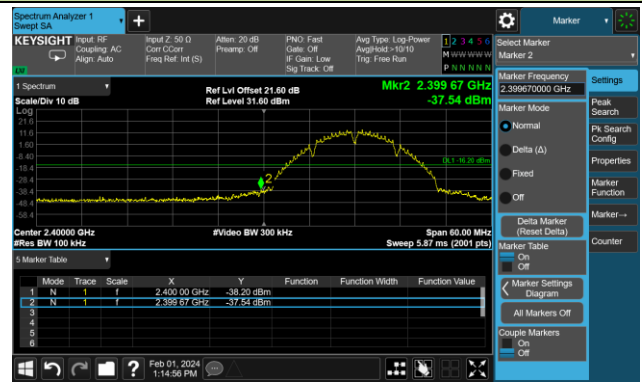 Spectrum Analyzer 1
Swept SA
+
Marker
KEYSIGHT
Input: RF
Coupling: AC
Align: Auto
Input Z: 50 Ω
Corr CCorr
Freq Ref: Int (S)
Atten: 20 dB
Preamp: Off
PNO: Fast
Gate: Off
IF Gain: Low
Sig Track: Off
Avg Type: Log-Power
Avg|Hold:>10/10
Trig: Free Run
1 2 3 4 5 6
M W W W W W
P N N N N N
LW
Select Marker
Marker 2
1 Spectrum
Scale/Div 10 dB
Ref Lvl Offset 21.60 dB
Ref Level 31.60 dBm
Mkr2 2.399 67 GHz
-37.54 dBm
Log
21.6
11.6
1.60
-8.40
-18.4
-28.4
-38.4
-48.4
-58.4
DL1 -16.20 dBm
2
Center 2.40000 GHz
#Res BW 100 kHz
#Video BW 300 kHz
Span 60.00 MHz
Sweep 5.87 ms (2001 pts)
5 Marker Table
Mode Trace Scale X Y Function Function Width Function Value
1 N 1 f 2.400 00 GHz -38.20 dBm
2 N 1 f 2.399 67 GHz -37.54 dBm
3
4
5
6
Marker Frequency
2.399670000 GHz
Marker Mode
Normal
Delta (Δ)
Fixed
Off
Delta Marker
(Reset Delta)
Marker Table
On
Off
Marker Settings
Diagram
All Markers Off
Couple Markers
On
Off
Settings
Peak
Search
Pk Search
Config
Properties
Marker
Function
Marker→
Counter
?
Feb 01, 2024
1:14:56 PM